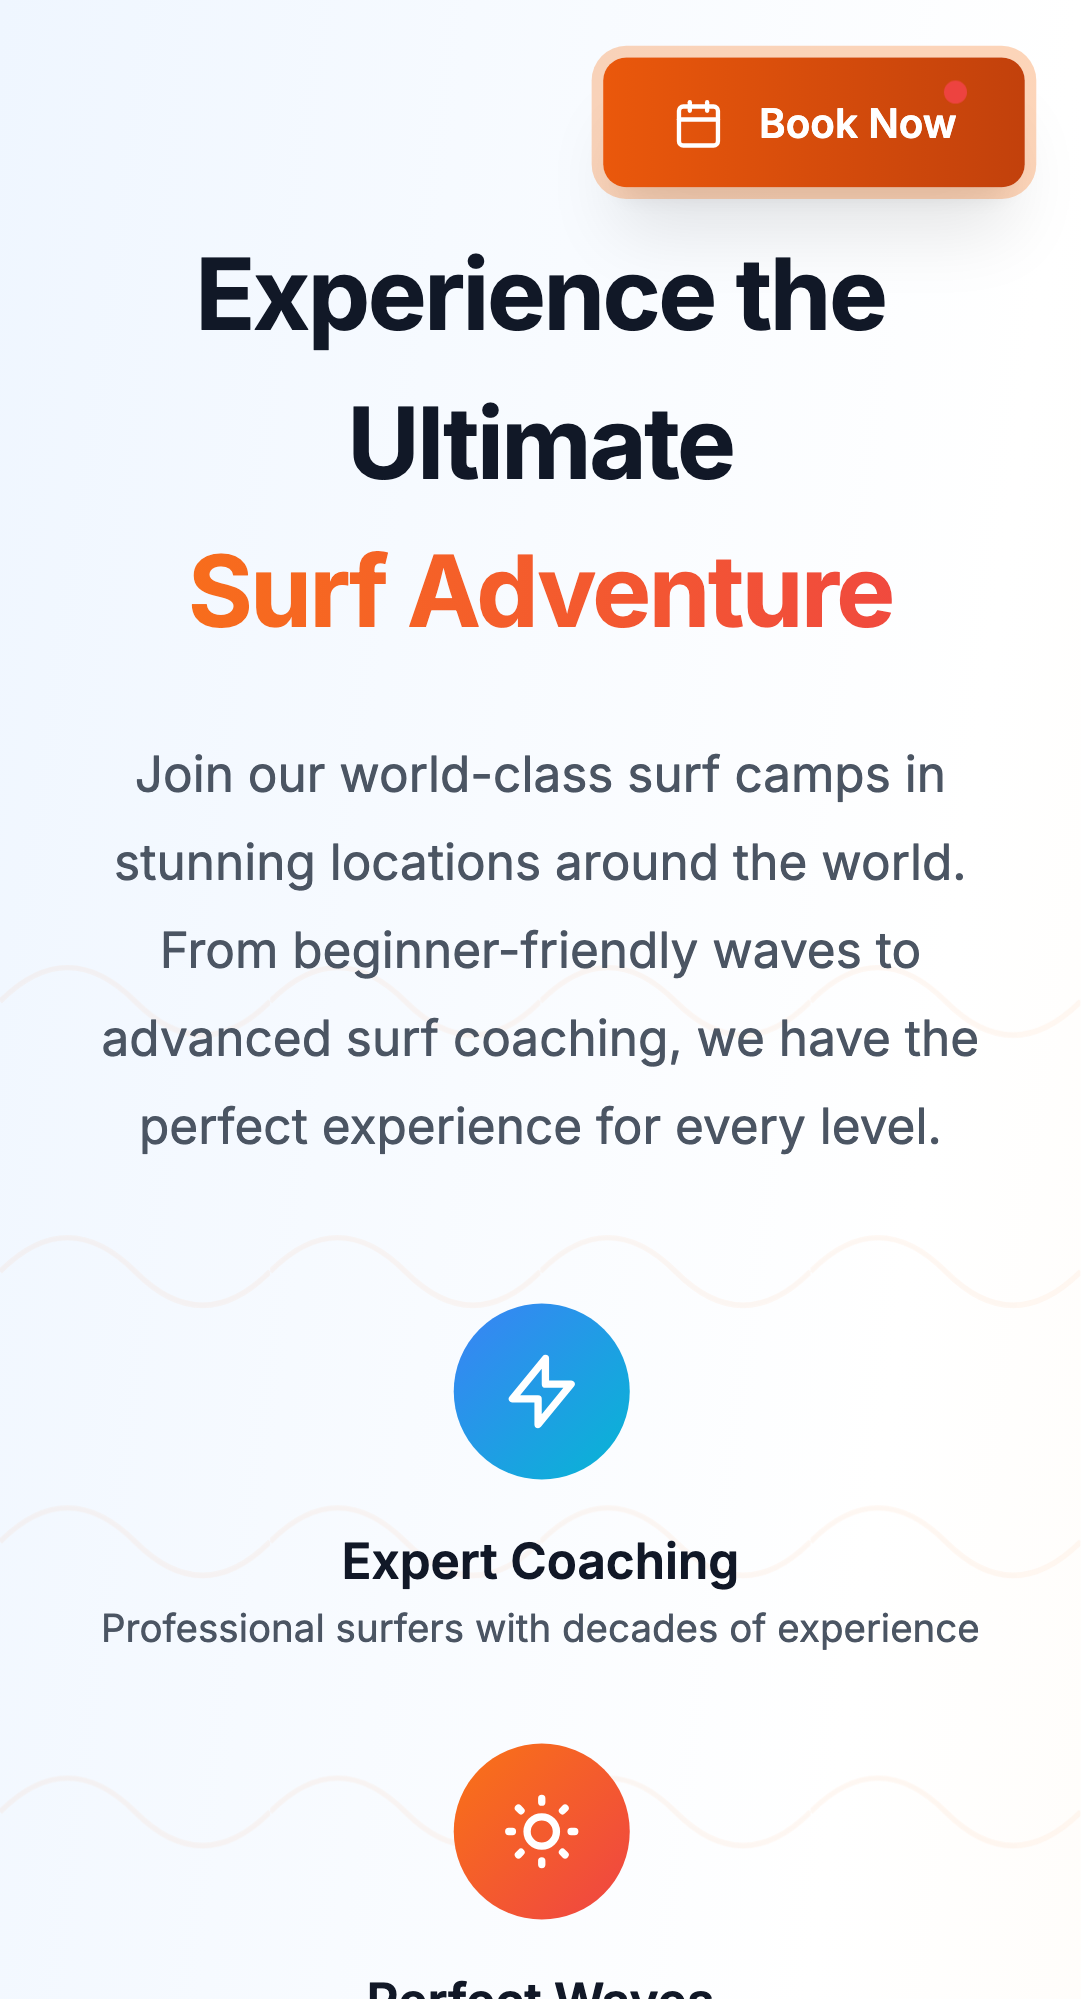 Book Now
Experience the
Ultimate
Surf Adventure
Join our world-class surf camps in
stunning locations around the world.
From beginner-friendly waves to
advanced surf coaching, we have the
perfect experience for every level.
Expert Coaching
Professional surfers with decades of experience
Perfect Waves